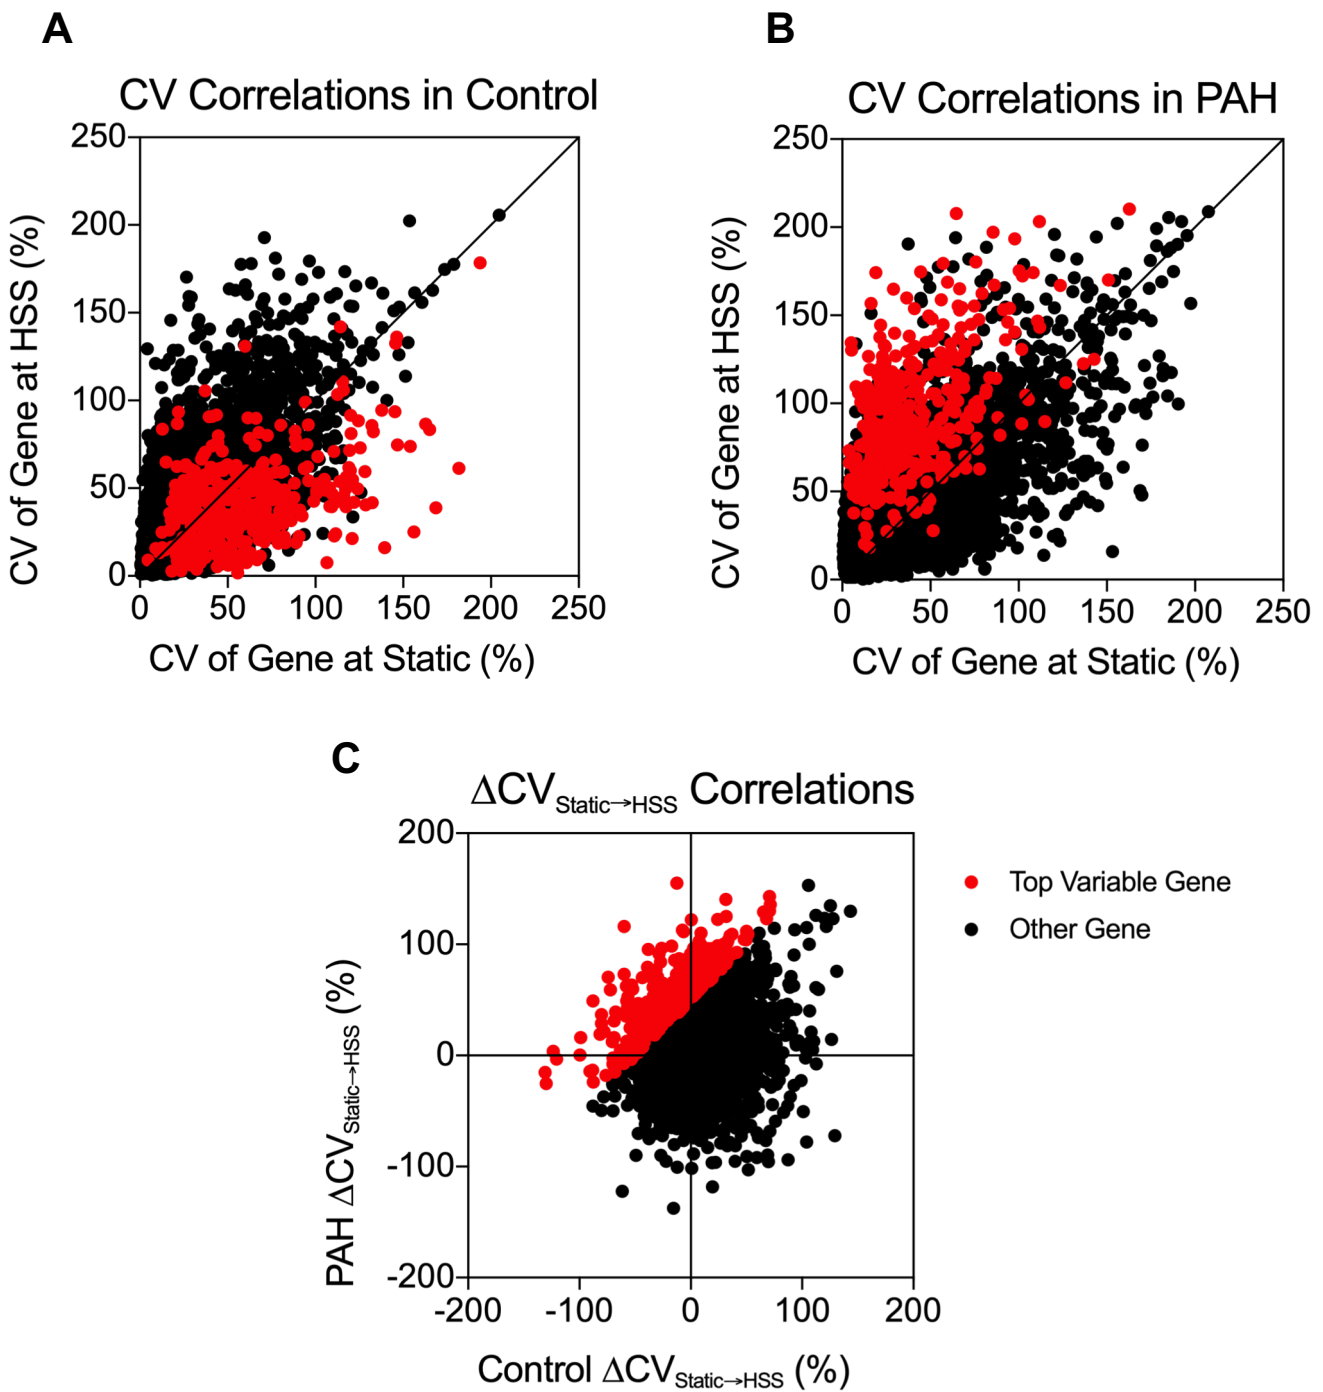 A
B
CV Correlations in Control
CV Correlations in PAH
CV of Gene at HSS (%)
250
200
150
100
50
0
0 50 100 150 200 250
CV of Gene at Static (%)
CV of Gene at HSS (%)
250
200
150
100
50
0
0 50 100 150 200 250
CV of Gene at Static (%)
C
ΔCVStatic→HSS Correlations
PAH ΔCVStatic→HSS (%)
200
100
0
-100
-200
-200 -100 0 100 200
Control ΔCVStatic→HSS (%)
Top Variable Gene
Other Gene